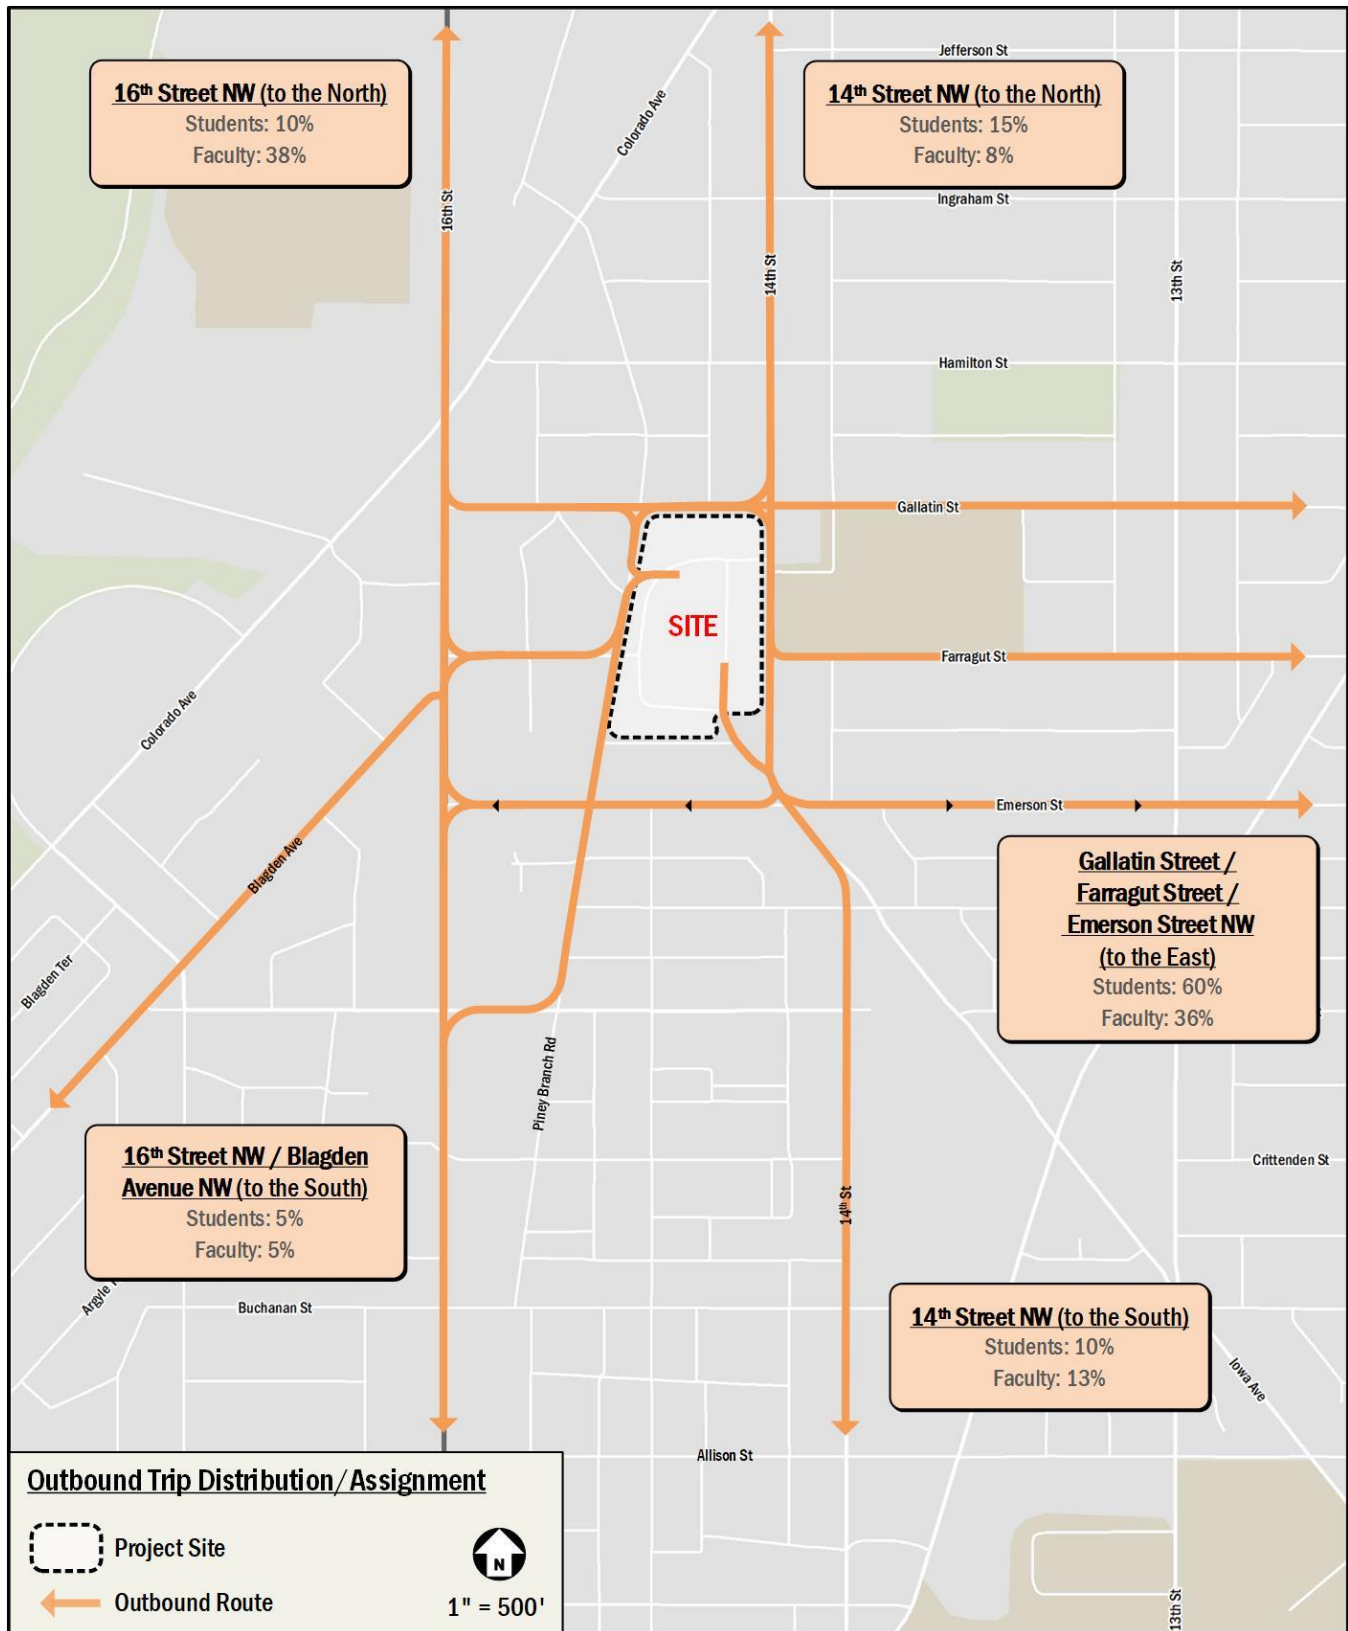 Jefferson St
16th Street NW (to the North)
Students: 10%
Faculty: 38%
14th Street NW (to the North)
Students: 15%
Faculty: 8%
Colorado Ave
Ingraham St
16th St
14th St
13th St
Hamilton St
Gallatin St
SITE
Farragut St
Colorado Ave
Emerson St
Blagden Ave
Gallatin Street /
Farragut Street /
Emerson Street NW
(to the East)
Students: 60%
Faculty: 36%
Blagden Ter
Piney Branch Rd
16th Street NW / Blagden
Avenue NW (to the South)
Students: 5%
Faculty: 5%
Crittenden St
14th St
Argyle
Buchanan St
14th Street NW (to the South)
Students: 10%
Faculty: 13%
Iowa Ave
Allison St
Outbound Trip Distribution/Assignment
Project Site
N
Outbound Route
1" = 500'
13th St